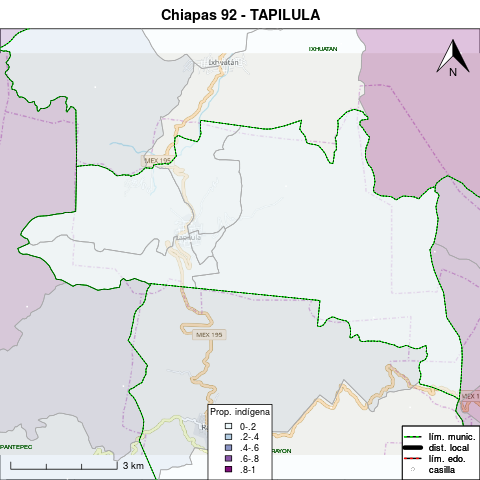 Chiapas 92 - TAPILULA
IXHUATAN
Ixhuatán
N
MEX 195
Tapilula
MEX 195
MEX 1
Prop. indígena
0-.2
.2-.4
.4-.6
.6-.8
.8-1
lím. munic.
dist. local
lím. edo.
casilla
PANTEPEC
RAYON
3 km